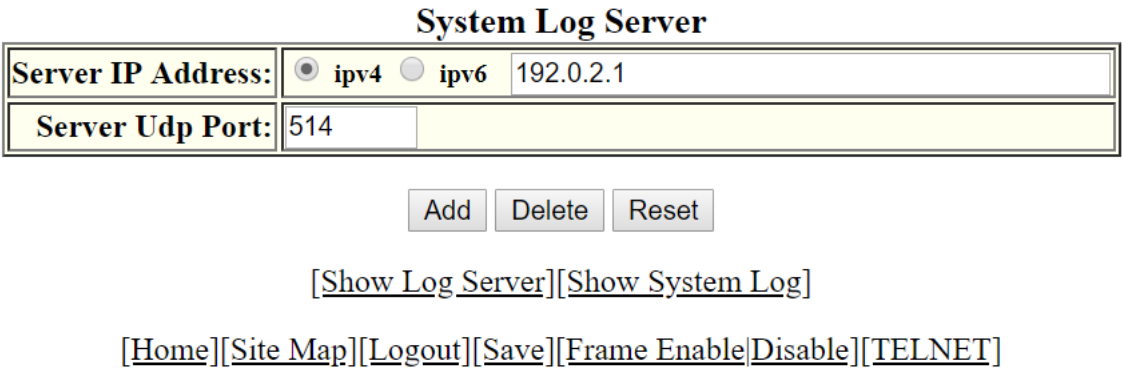 System Log Server
Server IP Address: ipv4 ipv6 192.0.2.1
Server Udp Port: 514
Add Delete Reset
[Show Log Server][Show System Log]
[Home][Site Map][Logout][Save][Frame Enable|Disable][TELNET]